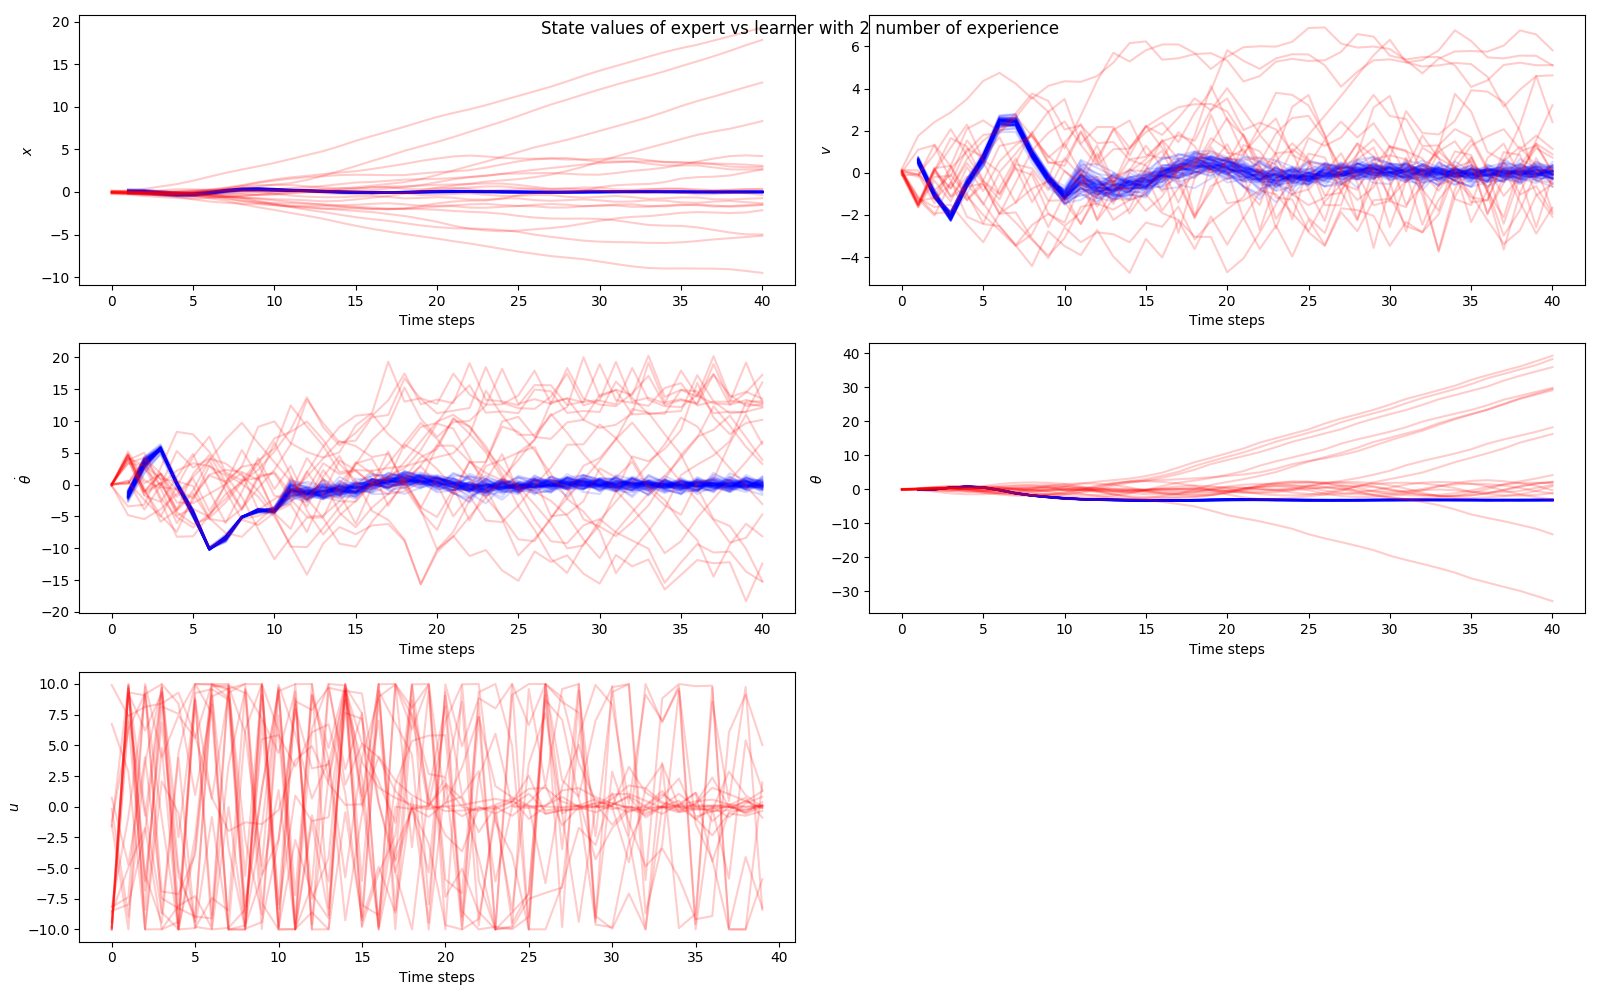 State values of expert vs learner with 2 number of experience
20
15
10
5
0
−5
−10
x
0 5 10 15 20 25 30 35 40
Time steps
6
4
2
0
−2
−4
v
0 5 10 15 20 25 30 35 40
Time steps
20
15
10
5
0
−5
−10
−15
−20
θ̇
0 5 10 15 20 25 30 35 40
Time steps
40
30
20
10
0
−10
−20
−30
θ
0 5 10 15 20 25 30 35 40
Time steps
10.0
7.5
5.0
2.5
0.0
−2.5
−5.0
−7.5
−10.0
u
0 5 10 15 20 25 30 35 40
Time steps